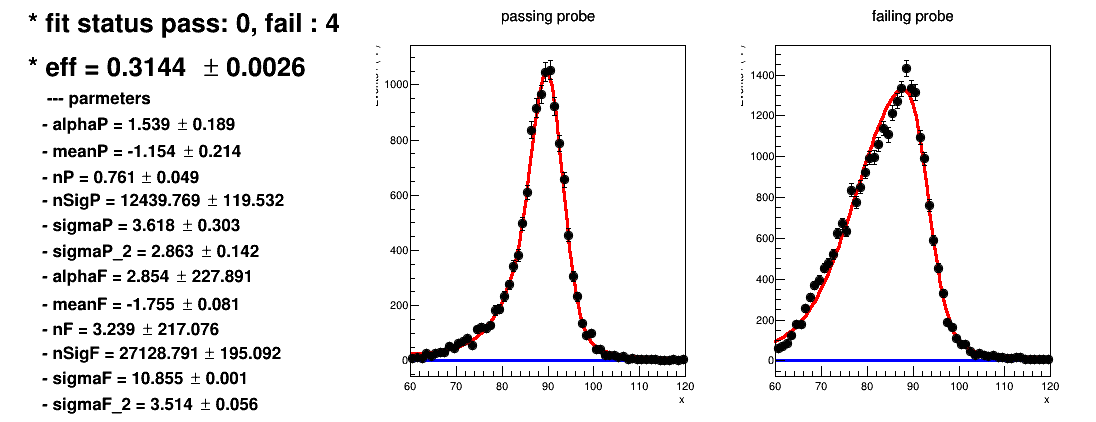 * fit status pass: 0, fail : 4
* eff = 0.3144 ± 0.0026
--- parmeters
- alphaP = 1.539 ± 0.189
- meanP = -1.154 ± 0.214
- nP = 0.761 ± 0.049
- nSigP = 12439.769 ± 119.532
- sigmaP = 3.618 ± 0.303
- sigmaP_2 = 2.863 ± 0.142
- alphaF = 2.854 ± 227.891
- meanF = -1.755 ± 0.081
- nF = 3.239 ± 217.076
- nSigF = 27128.791 ± 195.092
- sigmaF = 10.855 ± 0.001
- sigmaF_2 = 3.514 ± 0.056
passing probe
1000
800
600
400
200
0
60 70 80 90 100 110 120
x
failing probe
1400
1200
1000
800
600
400
200
0
60 70 80 90 100 110 120
x